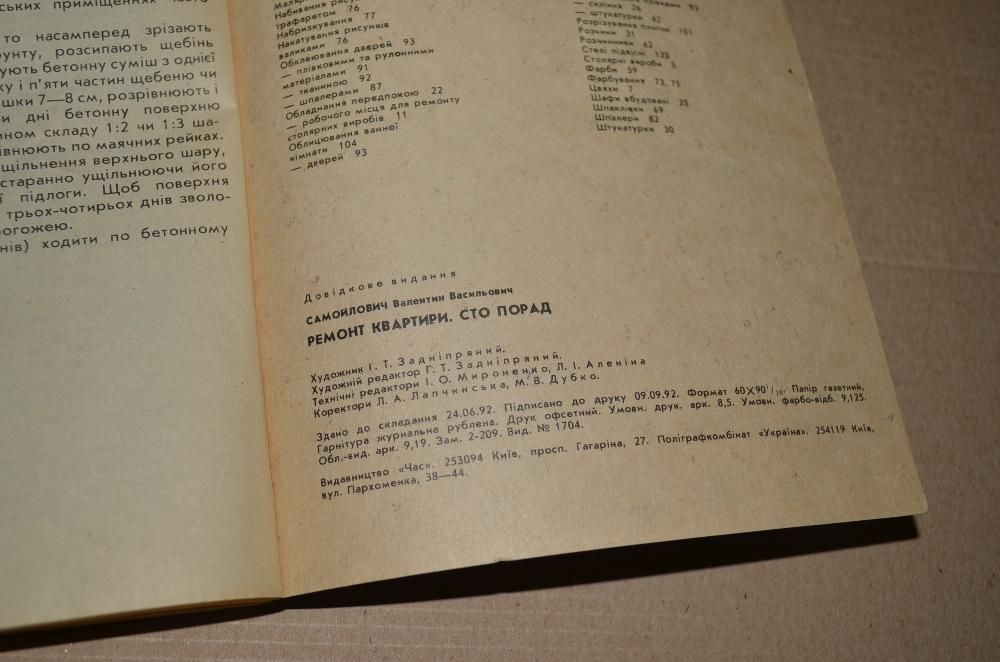 ських приміщеннях часто
то насамперед зрізають
рунту, розсипають щебінь
ують бетонну суміш з однієї
ку і п'яти частин щебеню чи
шки 7—8 см, розрівнюють і
ри дні бетонну поверхню
ином складу 1:2 чи 1:3 ша-
івнюють по маячних рейках.
щільнення верхнього шару,
старанно ущільнюючи його
ї підлоги. Щоб поверхня
трьох-чотирьох днів зволо-
рогожею.
нів) ходити по бетонному
Набивання
трафаретом 76
Набризкування 77
Накатування рисунків
валиками 76
Обклеювання дверей 93
— плівковими та рулонними
матеріалами 91
— тканиною 92
— шпалерами 87
Обладнання передпокою 22
— робочого місця для ремонту
столярних виробів 11
Облицювання ванної
кімнати 104
— дверей 93
— скління 26
— штукатурки 42
Розрізування плиток 101
Розчини 31
Розчинники 62
Стелі підвісні 123
Столярні вироби 5
Фарби 59
Фарбування 73, 75
Цвяхи 7
Шафи вбудовані 25
Шпаклівки 69
Шпалери 82
Штукатурки 30
Довідкове видання
САМОЙЛОВИЧ Валентин Васильович
РЕМОНТ КВАРТИРИ. СТО ПОРАД
Художник Г. Т. Задніпряний.
Художній редактор Г. Т. Задніпряний.
Технічні редактори І. О. Мироненко, Л. І. Аленіна
Коректори Л. А. Лапчинська, М. В. Дубко.
Здано до складання 24.06.92. Підписано до друку 09.09.92. Формат 60×90¹/₁₆. Папір газетний.
Гарнітура журнальна рублена. Друк офсетний. Умовн. друк. арк. 8,5. Умовн. фарбо-відб. 9,125.
Обл.-вид. арк. 9,19. Зам. 2-209. Вид. № 1704.
Видавництво «Час». 253094 Київ, просп. Гагаріна, 27. Поліграфкомбінат «Україна». 254119 Київ,
вул. Пархоменка, 38—44.